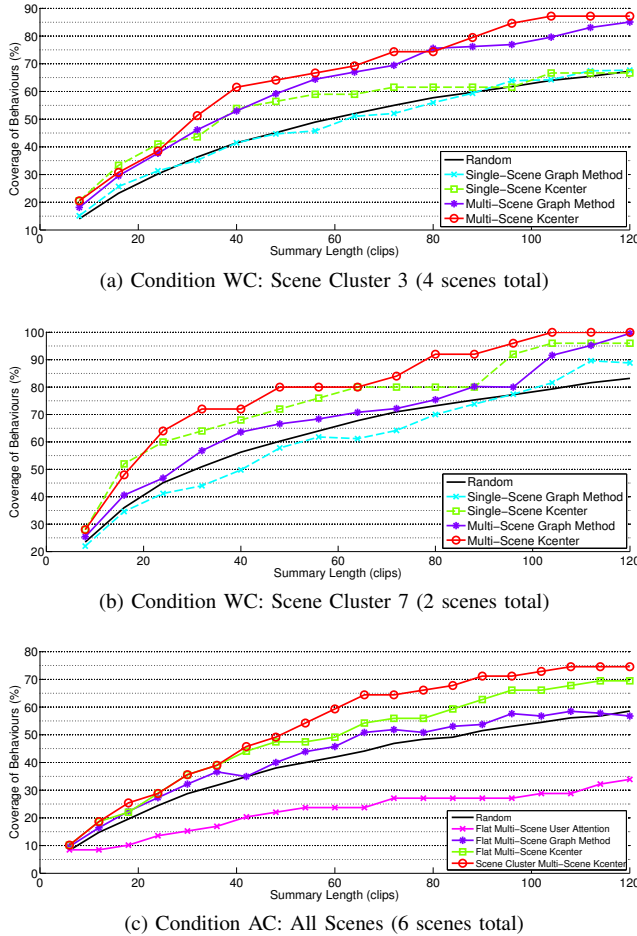 90
80
70
60
50
40
30
20
10
Coverage of Behaviours (%)
Random
Single−Scene Graph Method
Single−Scene Kcenter
Multi−Scene Graph Method
Multi−Scene Kcenter
0 20 40 60 80 100 120
Summary Length (clips)
(a) Condition WC: Scene Cluster 3 (4 scenes total)
100
90
80
70
60
50
40
30
20
Coverage of Behaviours (%)
Random
Single−Scene Graph Method
Single−Scene Kcenter
Multi−Scene Graph Method
Multi−Scene Kcenter
0 20 40 60 80 100 120
Summary Length (clips)
(b) Condition WC: Scene Cluster 7 (2 scenes total)
80
70
60
50
40
30
20
10
0
Coverage of Behaviours (%)
Random
Flat Multi−Scene User Attention
Flat Multi−Scene Graph Method
Flat Multi−Scene Kcenter
Scene Cluster Multi−Scene Kcenter
0 20 40 60 80 100 120
Summary Length (clips)
(c) Condition AC: All Scenes (6 scenes total)